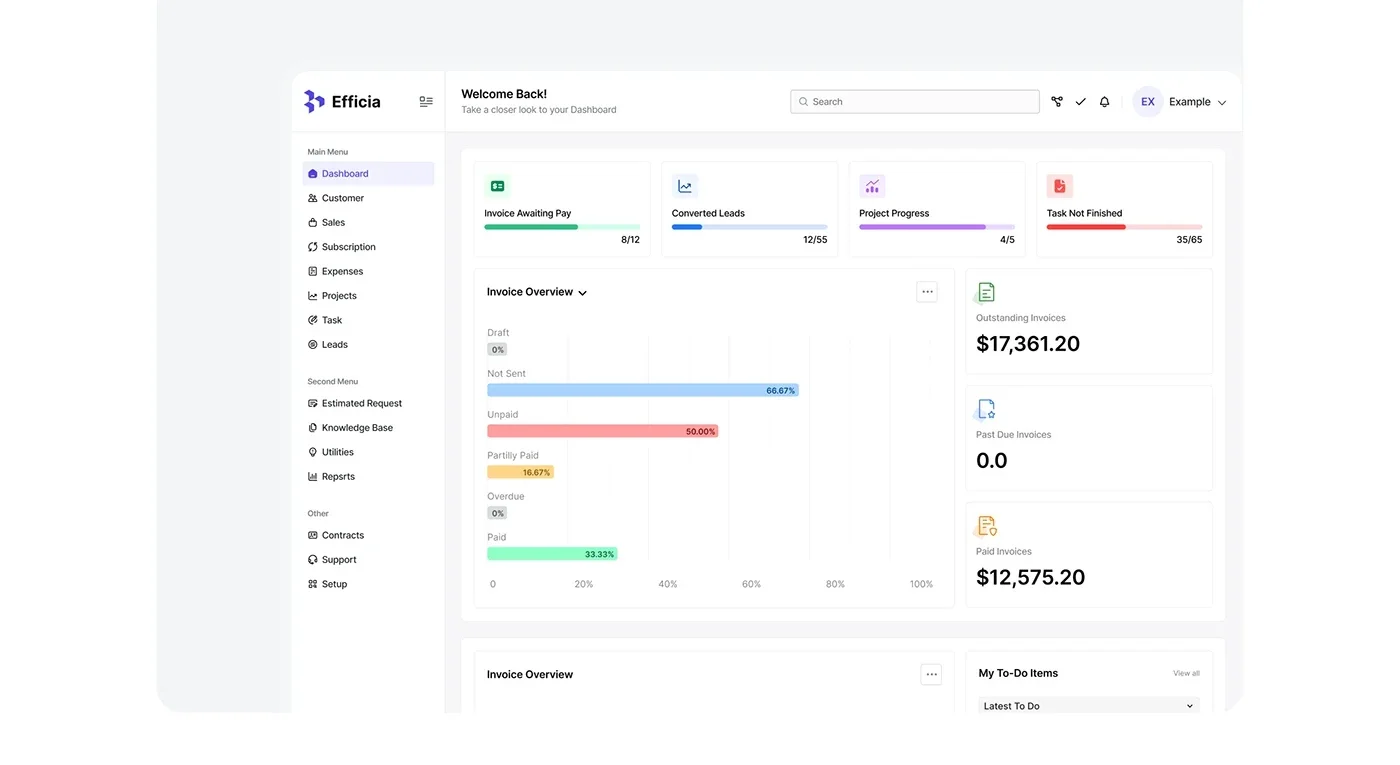 Efficia
Welcome Back!
Take a closer look to your Dashboard
Search
EX
Example
Main Menu
Dashboard
Customer
Sales
Subscription
Expenses
Projects
Task
Leads
Second Menu
Estimated Request
Knowledge Base
Utilities
Repsrts
Other
Contracts
Support
Setup
Invoice Awaiting Pay
8/12
Converted Leads
12/55
Project Progress
4/5
Task Not Finished
35/65
Invoice Overview
Draft
0%
Not Sent
66.67%
Unpaid
50.00%
Partilly Paid
16.67%
Overdue
0%
Paid
33.33%
0 20% 40% 60% 80% 100%
Outstanding Invoices
$17,361.20
Past Due Invoices
0.0
Paid Invoices
$12,575.20
Invoice Overview
My To-Do Items
View all
Latest To Do